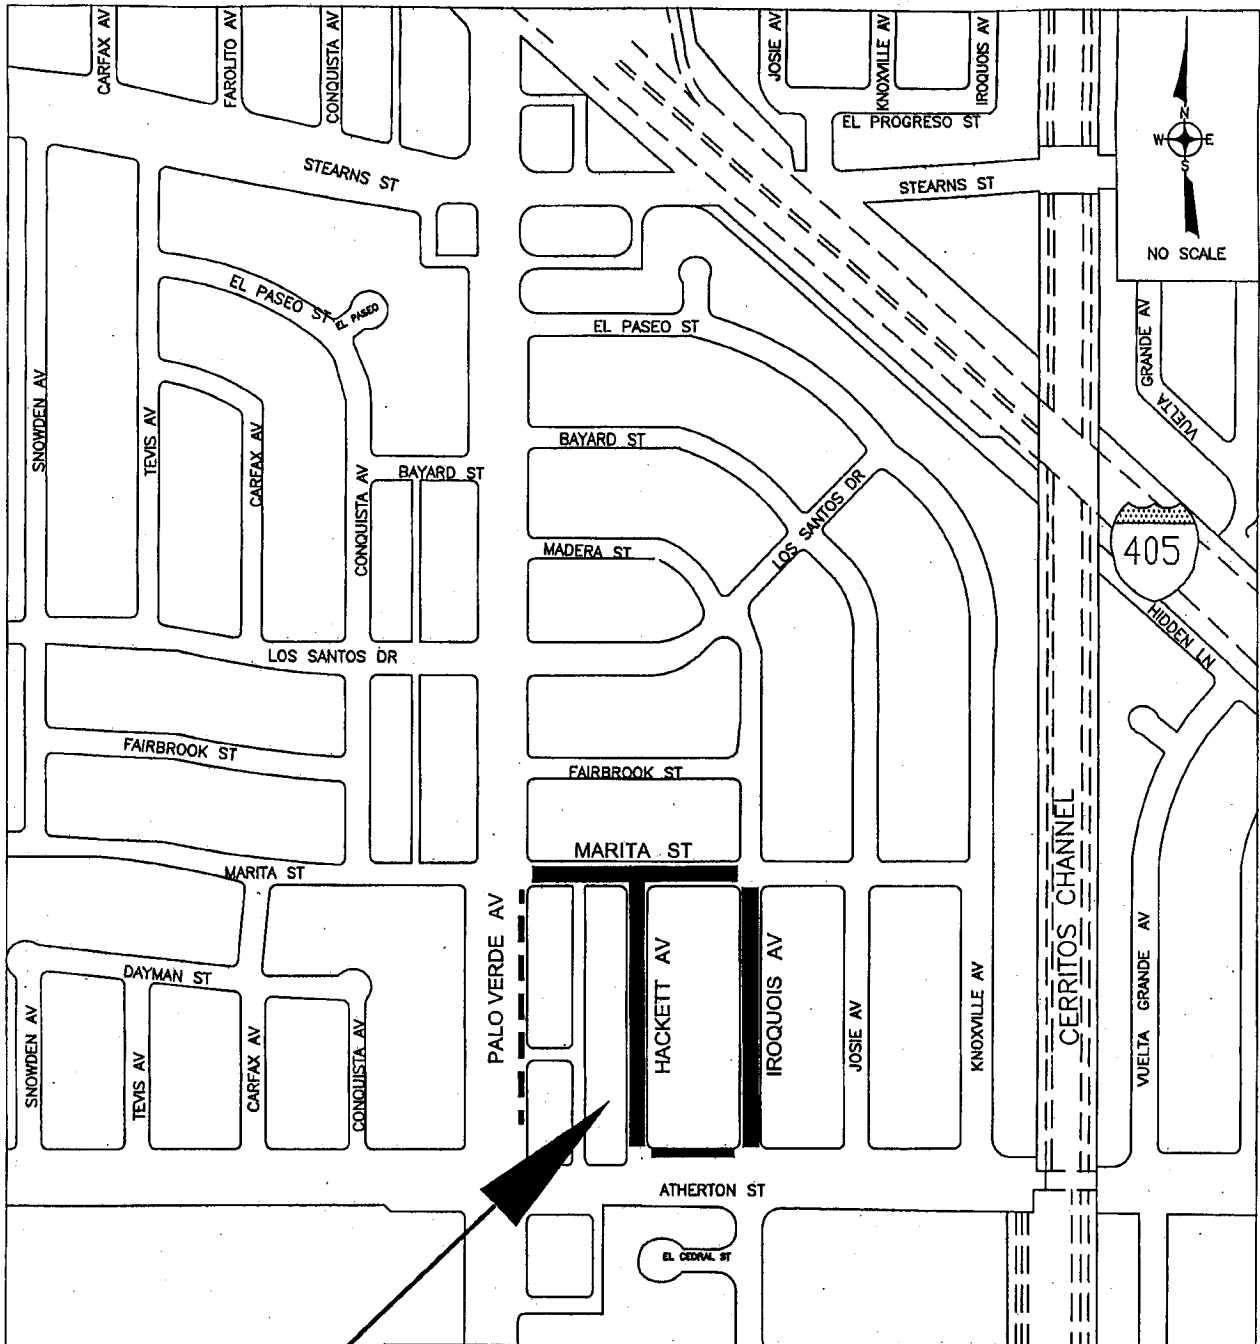 CARFAX AV
FAROLITO AV
CONQUISTA AV
JOSIE AV
KNOXVILLE AV
IROQUOIS AV
EL PROGRESO ST
N
W E
S
NO SCALE
STEARNS ST
STEARNS ST
EL PASEO ST
EL PASEO
EL PASEO ST
GRANDE AV
VUELTA
SNOWDEN AV
TEVIS AV
CARFAX AV
CONQUISTA AV
BAYARD ST
BAYARD ST
LOS SANTOS DR
MADERA ST
405
HIDDEN LN
LOS SANTOS DR
FAIRBROOK ST
FAIRBROOK ST
MARITA ST
MARITA ST
CERRITOS CHANNEL
PALO VERDE AV
HACKETT AV
IROQUOIS AV
JOSIE AV
KNOXVILLE AV
VUELTA GRANDE AV
DAYMAN ST
SNOWDEN AV
TEVIS AV
CARFAX AV
CONQUISTA AV
ATHERTON ST
EL CEDRAL ST